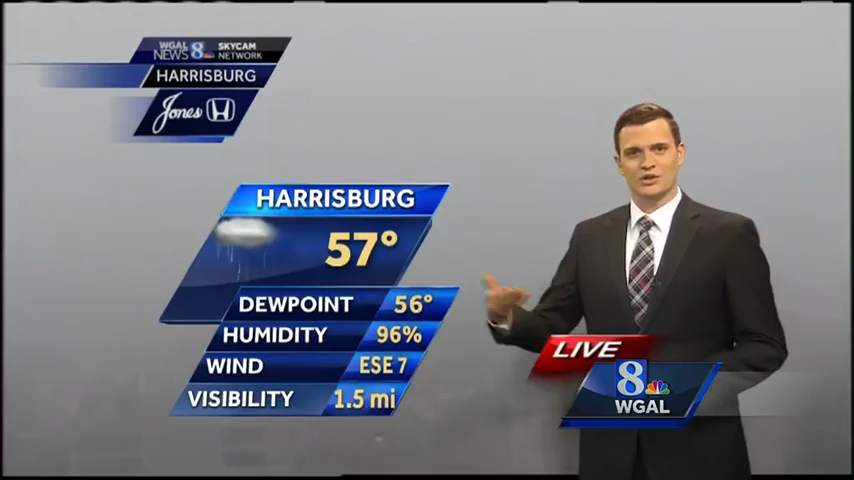 WGAL
NEWS 8
SKYCAM
NETWORK
HARRISBURG
Jones
HARRISBURG
57°
DEWPOINT 56°
HUMIDITY 96%
WIND ESE 7
VISIBILITY 1.5 mi
LIVE
8
WGAL